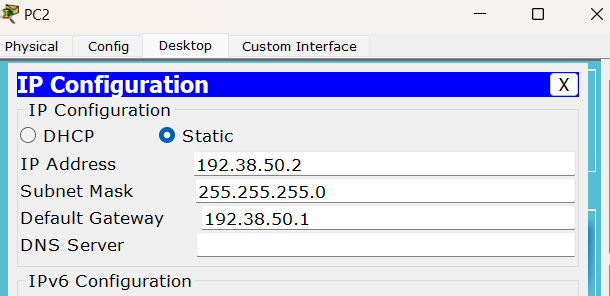 PC2
Physical Config Desktop Custom Interface
IP Configuration X
IP Configuration
DHCP Static
IP Address 192.38.50.2
Subnet Mask 255.255.255.0
Default Gateway 192.38.50.1
DNS Server
IPv6 Configuration